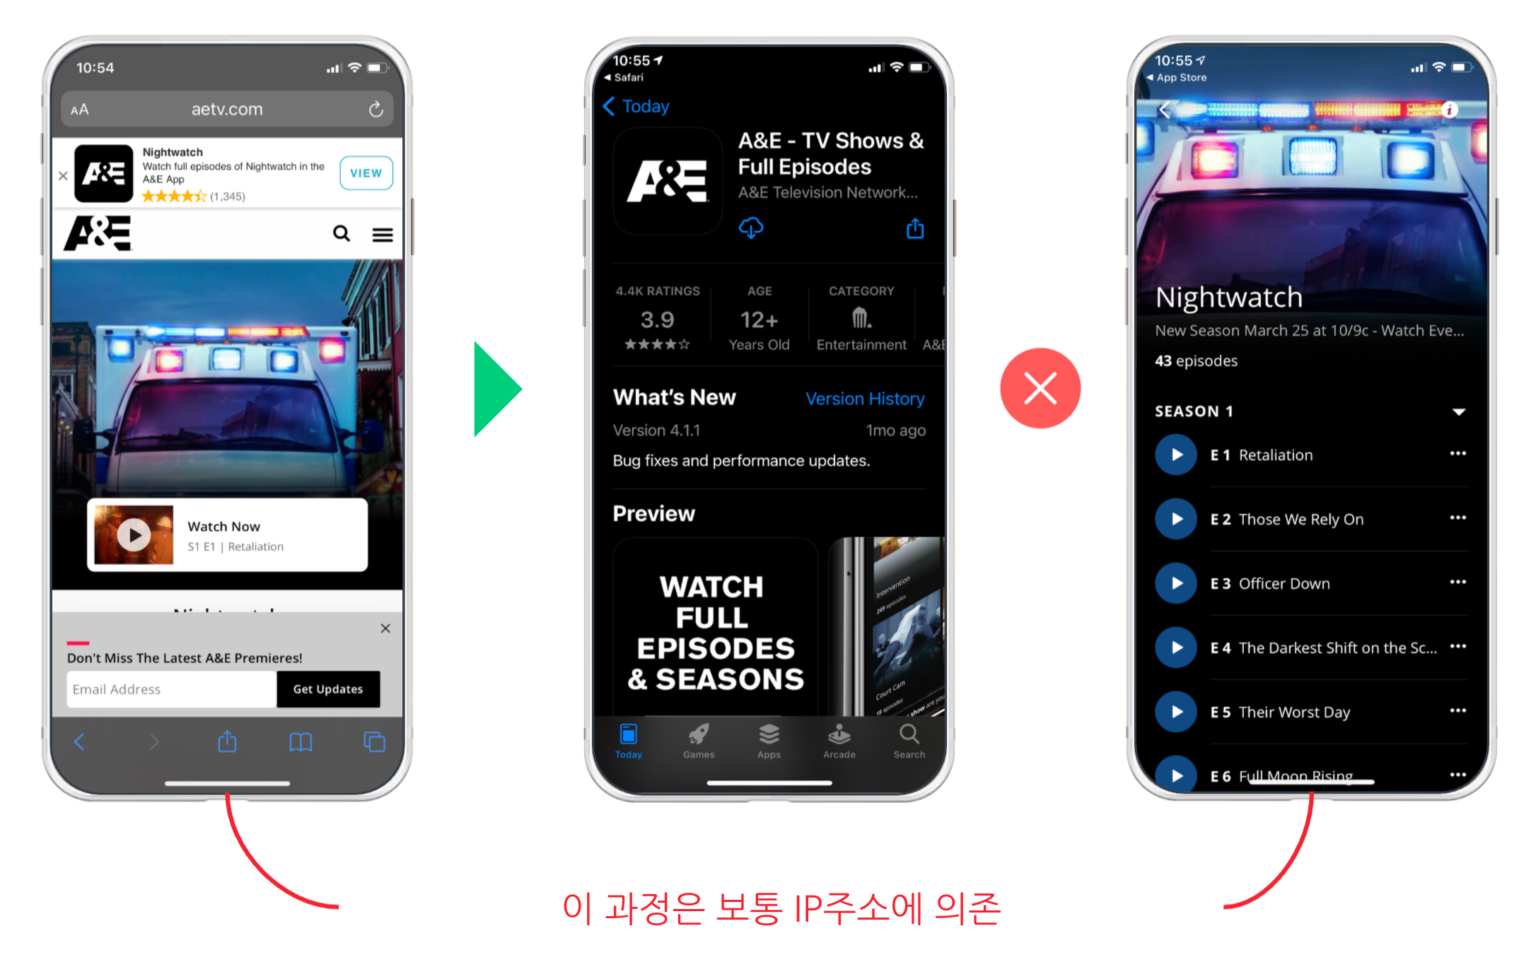 10:54
AA
aetv.com
Nightwatch
Watch full episodes of Nightwatch in the
A&E App
(1,345)
VIEW
A&E
A&E
Watch Now
S1 E1 | Retaliation
Don't Miss The Latest A&E Premieres!
Email Address
Get Updates
10:55
Safari
Today
A&E
A&E - TV Shows &
Full Episodes
A&E Television Network...
4.4K RATINGS
3.9
AGE
12+
Years Old
CATEGORY
Entertainment
A&E
What's New
Version History
Version 4.1.1
1mo ago
Bug fixes and performance updates.
Preview
WATCH
FULL
EPISODES
& SEASONS
Intervention
249 episodes
Court Cam
18 episodes
Today
Games
Apps
Arcade
Search
10:55
App Store
Nightwatch
New Season March 25 at 10/9c - Watch Eve...
43 episodes
SEASON 1
E 1 Retaliation
E 2 Those We Rely On
E 3 Officer Down
E 4 The Darkest Shift on the Sc...
E 5 Their Worst Day
E 6 Full Moon Rising
이 과정은 보통 IP주소에 의존